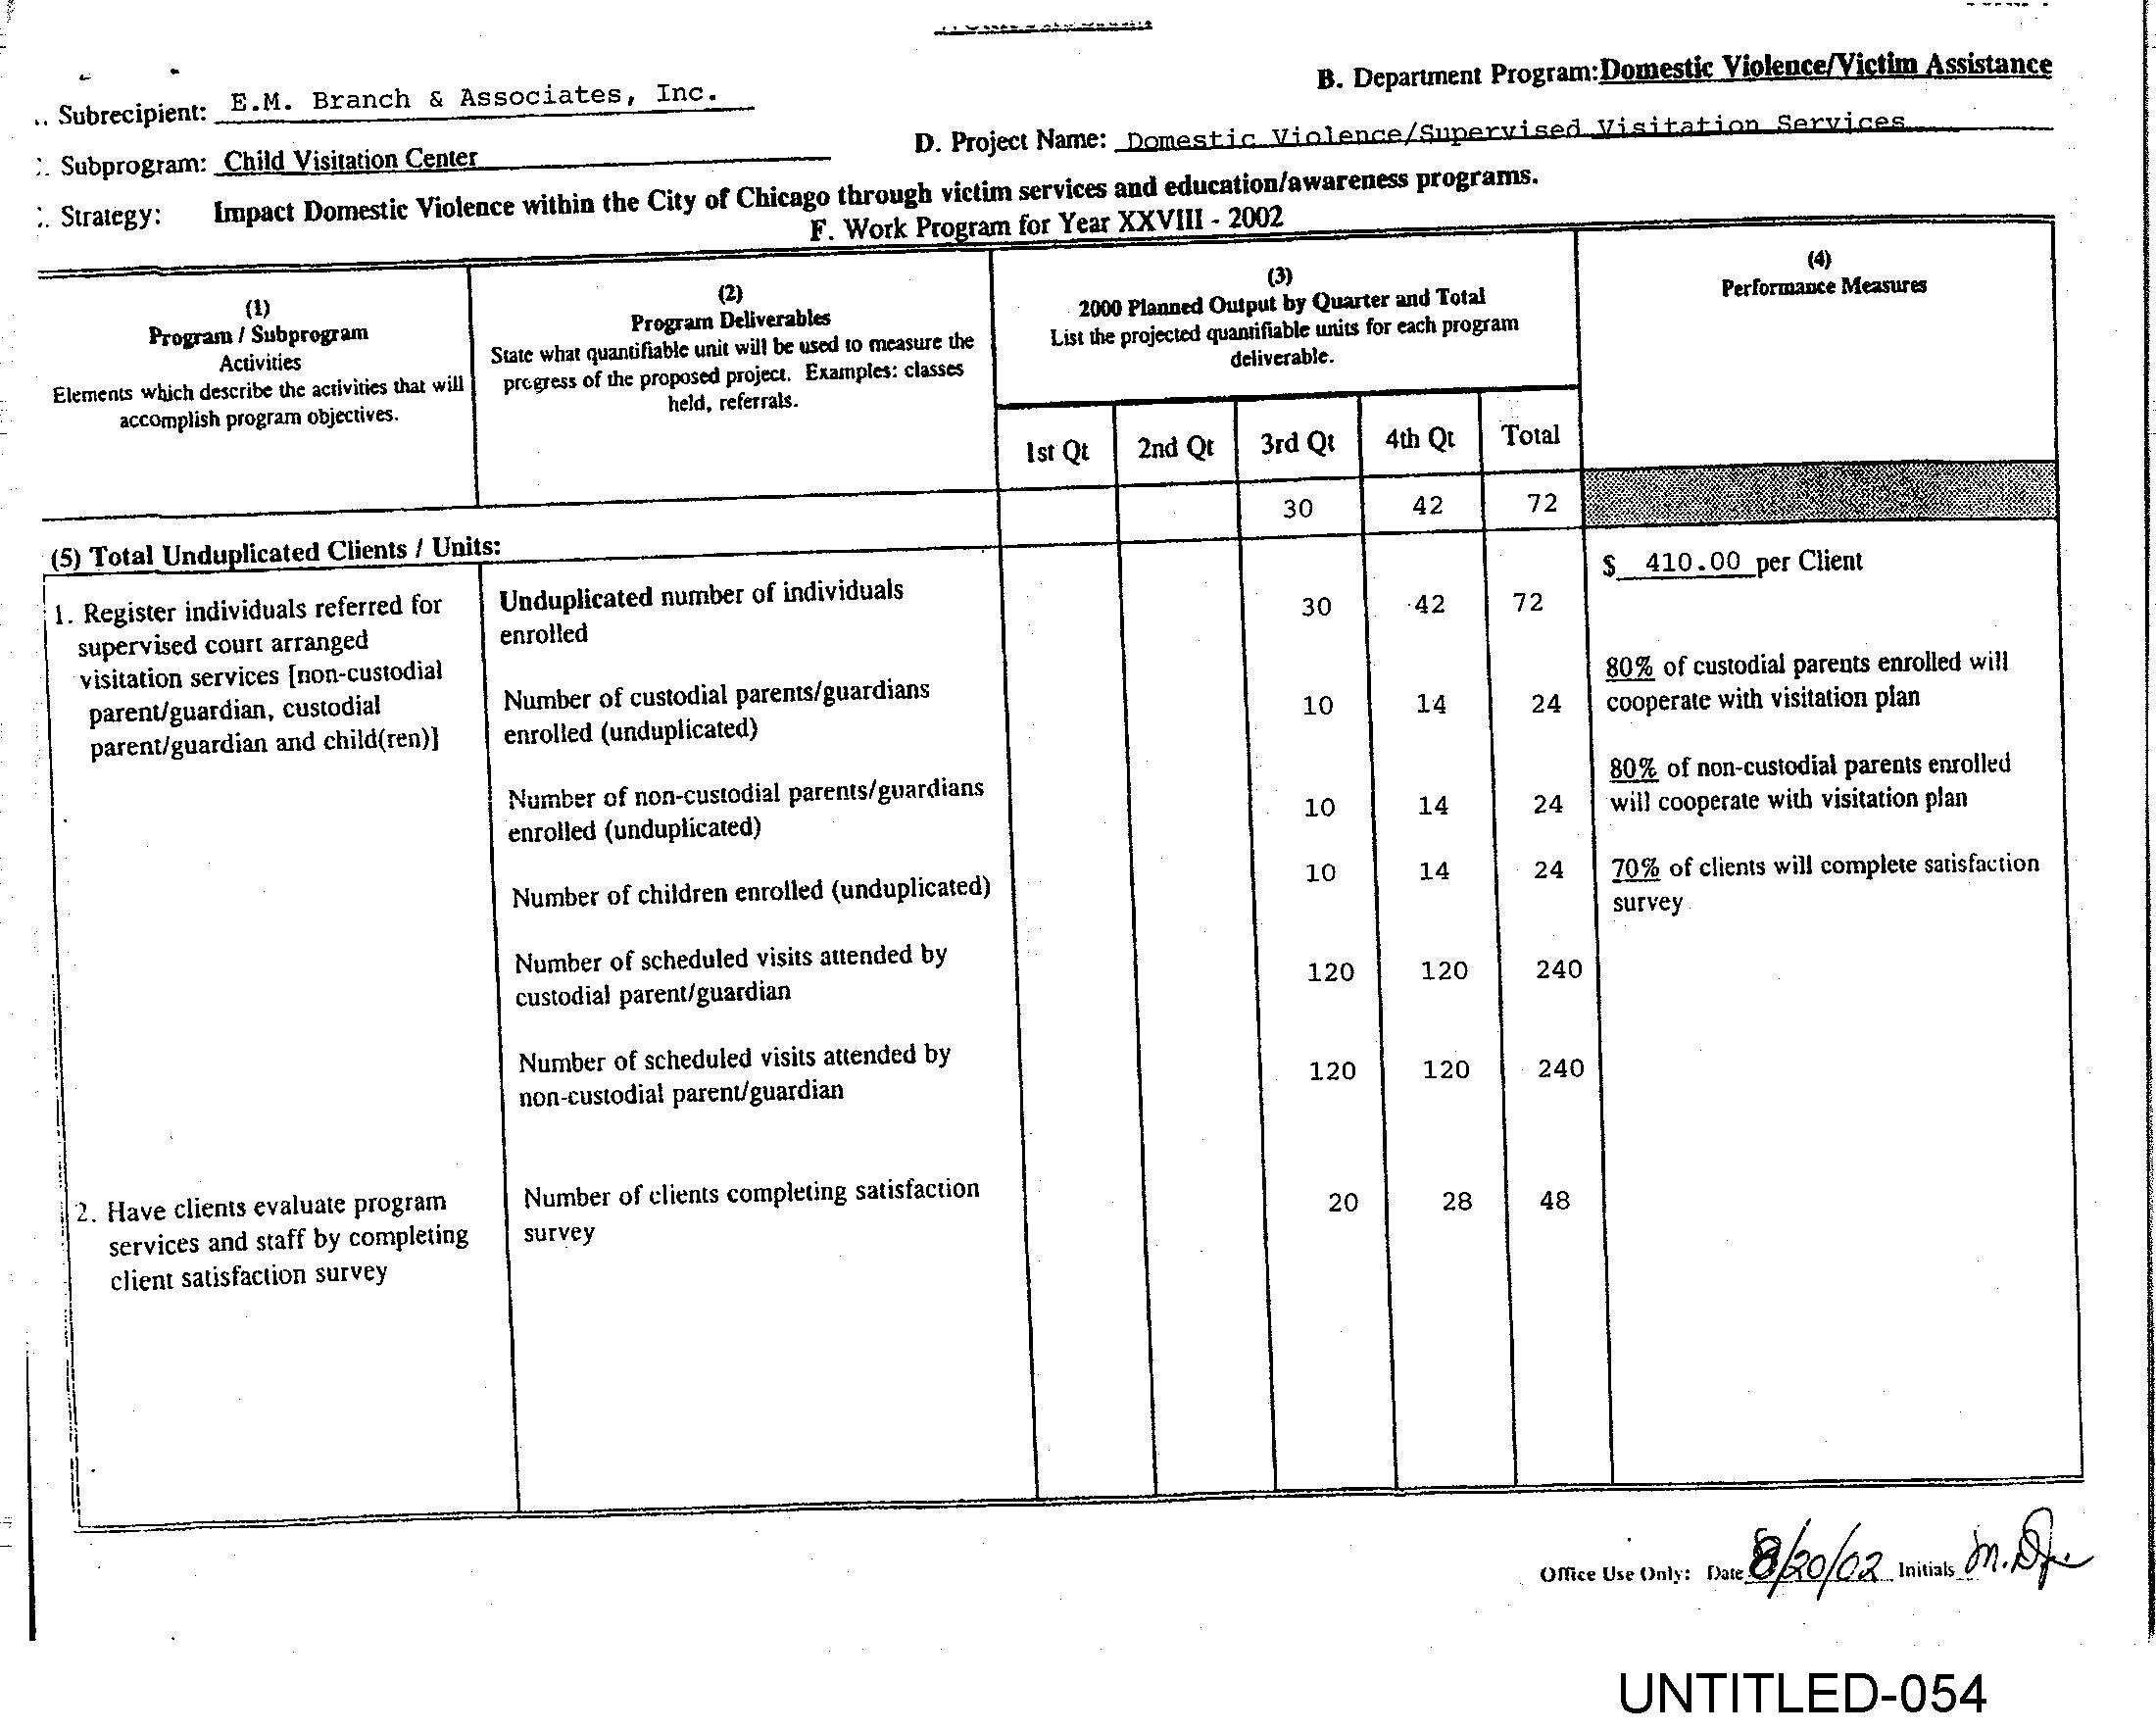 B. Department Program:Domestic Violence/Victim Assistance
Subrecipient: E.M. Branch & Associates, Inc.
D. Project Name: Domestic Violence/Supervised Visitation Services
Subprogram: Child Visitation Center
Strategy: Impact Domestic Violence within the City of Chicago through victim services and education/awareness programs.
F. Work Program for Year XXVIII - 2002
(1)
Program / Subprogram
Activities
Elements which describe the activities that will
accomplish program objectives.
(2)
Program Deliverables
State what quantifiable unit will be used to measure the
progress of the proposed project. Examples: classes
held, referrals.
(3)
2000 Planned Output by Quarter and Total
List the projected quantifiable units for each program
deliverable.
1st Qt 2nd Qt 3rd Qt 4th Qt Total
(4)
Performance Measures
(5) Total Unduplicated Clients / Units: 30 42 72
1. Register individuals referred for
supervised court arranged
visitation services [non-custodial
parent/guardian, custodial
parent/guardian and child(ren)]
Unduplicated number of individuals
enrolled
30 42 72
$ 410.00 per Client
Number of custodial parents/guardians
enrolled (unduplicated)
10 14 24
80% of custodial parents enrolled will
cooperate with visitation plan
Number of non-custodial parents/guardians
enrolled (unduplicated)
10 14 24
80% of non-custodial parents enrolled
will cooperate with visitation plan
Number of children enrolled (unduplicated)
10 14 24
70% of clients will complete satisfaction
survey
Number of scheduled visits attended by
custodial parent/guardian
120 120 240
Number of scheduled visits attended by
non-custodial parent/guardian
120 120 240
2. Have clients evaluate program
services and staff by completing
client satisfaction survey
Number of clients completing satisfaction
survey
20 28 48
Office Use Only: Date 8/20/02 Initials
UNTITLED-054